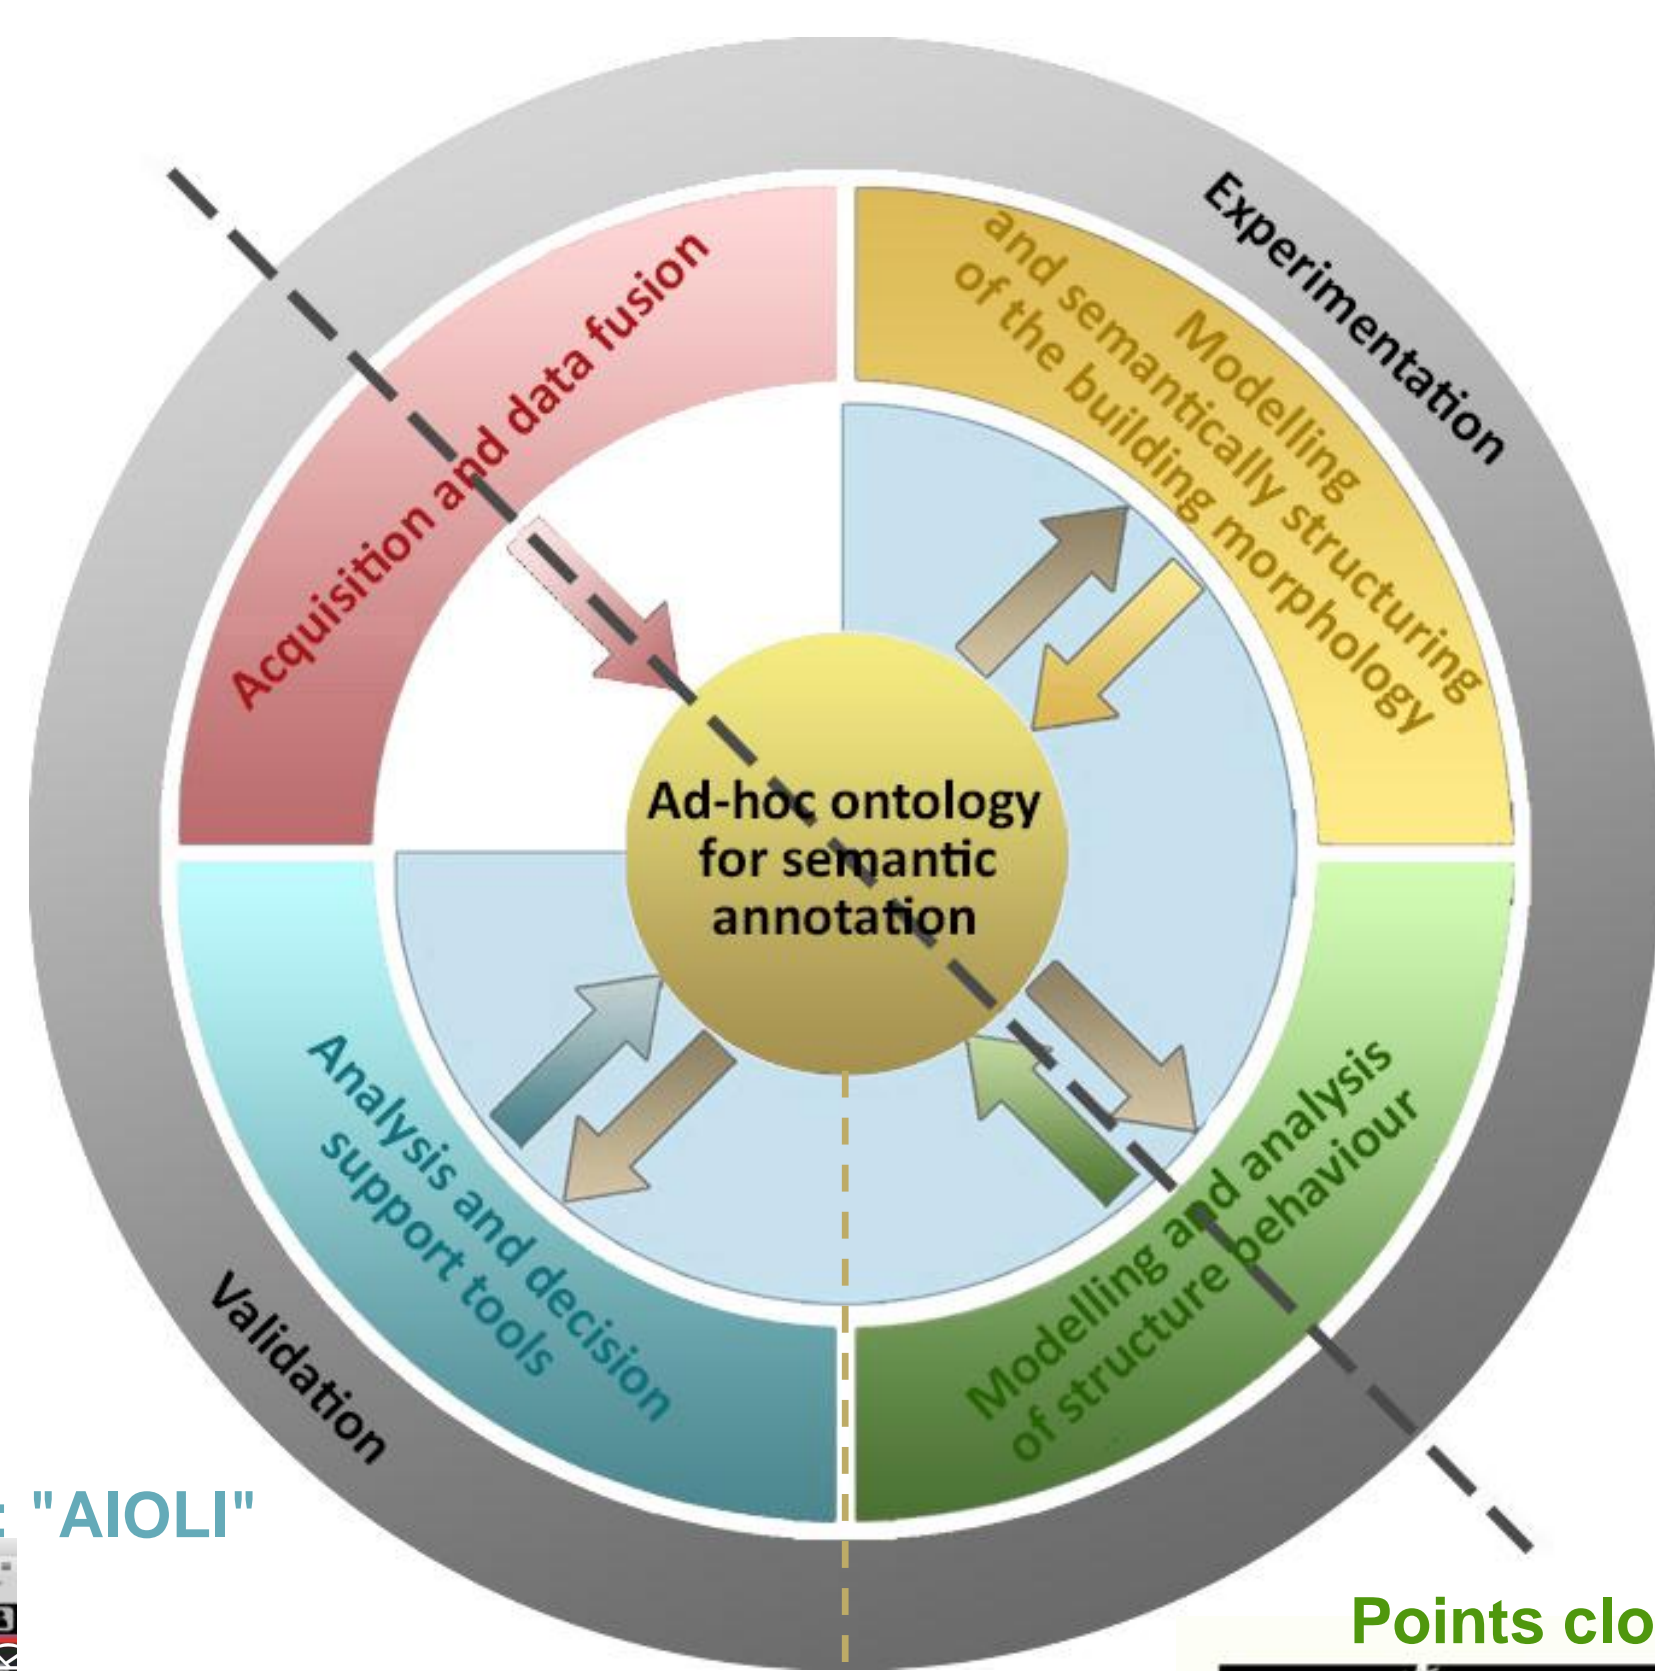 Experimentation
Acquisition and data fusion
Modelling
and semantically structuring
of the building morphology
Ad-hoc ontology
for semantic
annotation
Analysis and decision
support tools
Modelling and analysis
of structure behaviour
Validation
: "AIOLI"
Points clo